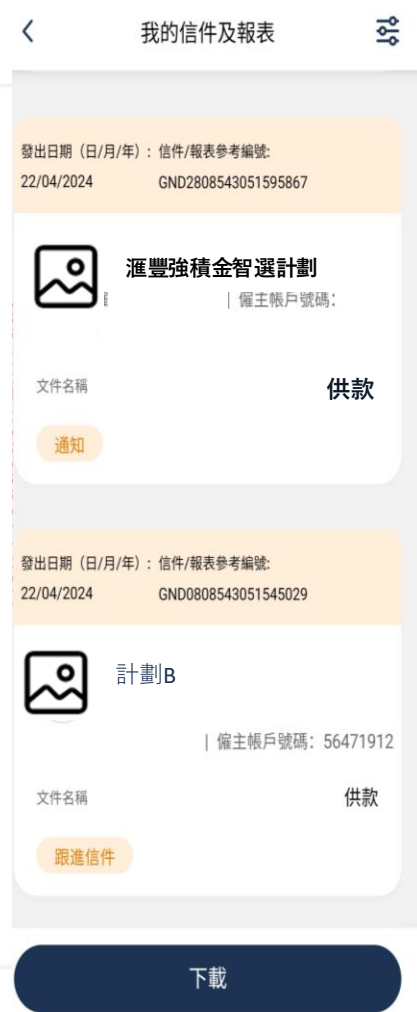 我的信件及報表
發出日期（日/月/年）: 信件/報表參考編號:
22/04/2024 GND2808543051595867
滙豐強積金智選計劃
| 僱主帳戶號碼:
文件名稱 供款
通知
發出日期（日/月/年）: 信件/報表參考編號:
22/04/2024 GND0808543051545029
計劃B
| 僱主帳戶號碼: 56471912
文件名稱 供款
跟進信件
下載